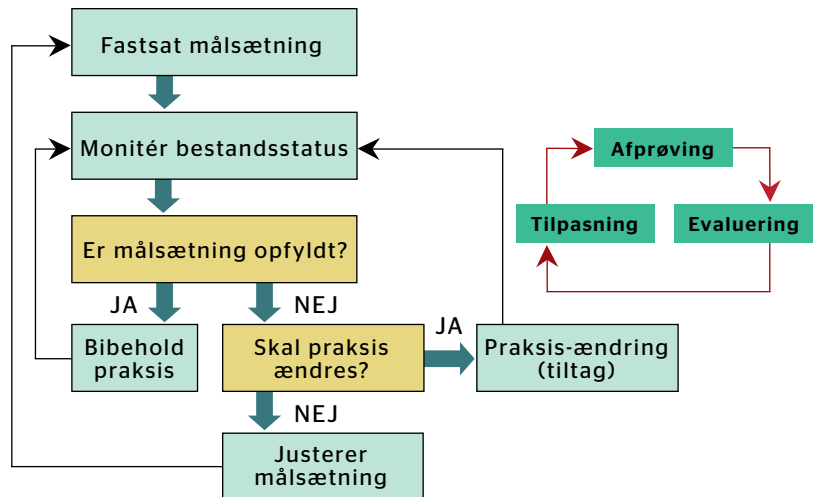 Fastsat målsætning
Monitér bestandsstatus
Er målsætning opfyldt?
JA
NEJ
Bibehold
praksis
Skal praksis
ændres?
JA
Praksis-ændring
(tiltag)
NEJ
Justerer
målsætning
Afprøving
Tilpasning
Evaluering